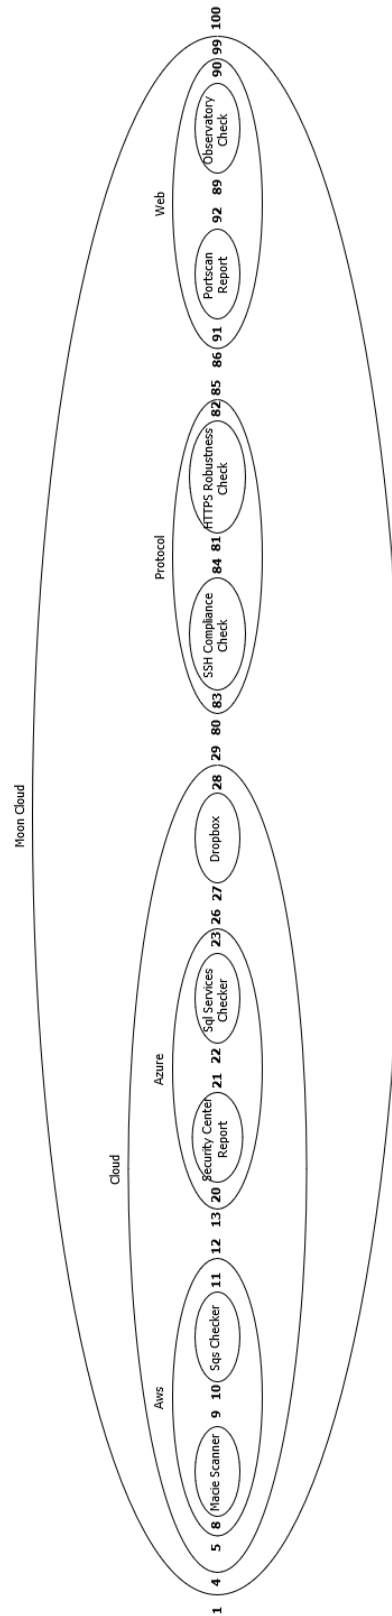 Moon Cloud
Cloud
Aws
Azure
Protocol
Web
1
4
5
8
Macie Scanner
9
10
Sqs Checker
11
12
13
20
Security Center
Report
21
22
Sql Services
Checker
23
26
27
Dropbox
28
29
80
83
SSH Compliance
Check
84
81
HTTPS Robustness
Check
82
85
86
91
Portscan
Report
92
89
Observatory
Check
90
99
100